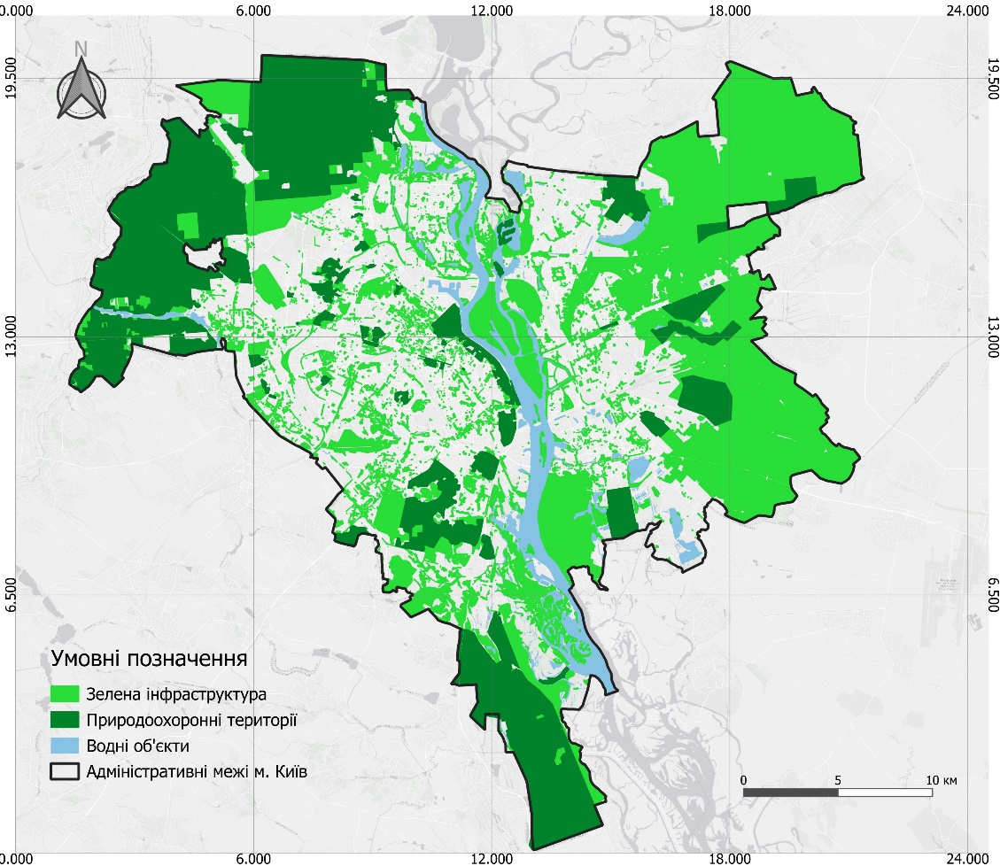 0.000 6.000 12.000 18.000 24.000
N
19.500 19.500
13.000 13.000
6.500 6.500
Умовні позначення
Зелена інфраструктура
Природоохоронні території
Водні об'єкти
Адміністративні межі м. Київ
0 5 10 км
0.000 6.000 12.000 18.000 24.000